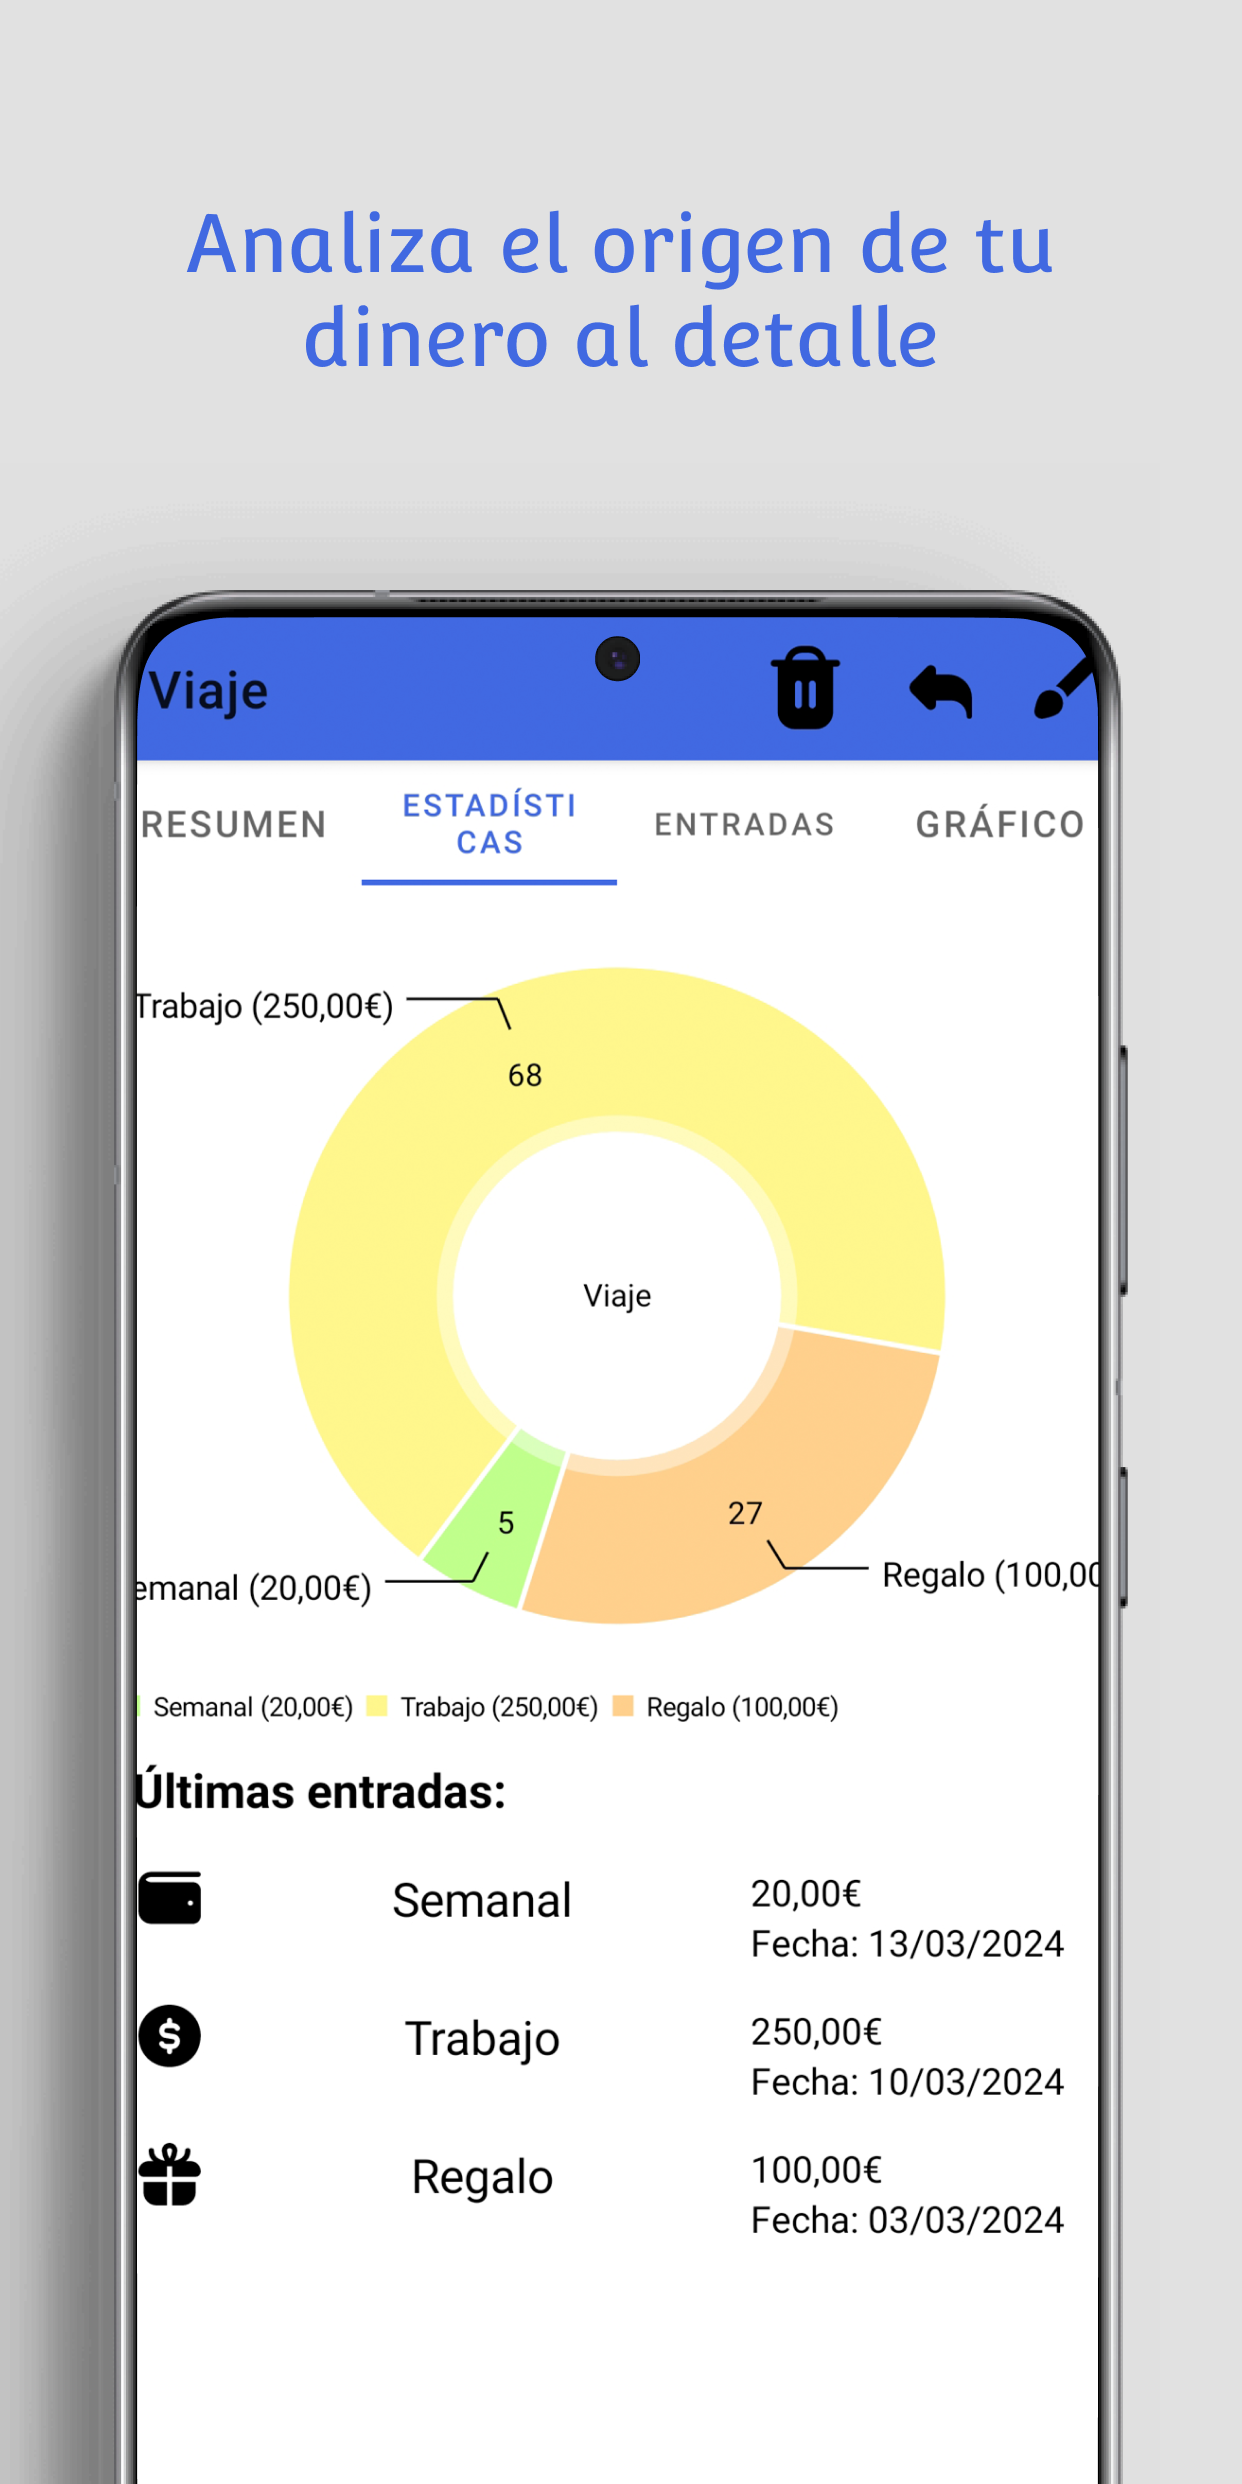 Analiza el origen de tu
dinero al detalle
Viaje
RESUMEN
ESTADÍSTI
CAS
ENTRADAS
GRÁFICO
Trabajo (250,00€)
68
Viaje
27
5
Regalo (100,00
emanal (20,00€)
Semanal (20,00€) Trabajo (250,00€) Regalo (100,00€)
Últimas entradas:
Semanal
20,00€
Fecha: 13/03/2024
Trabajo
250,00€
Fecha: 10/03/2024
Regalo
100,00€
Fecha: 03/03/2024